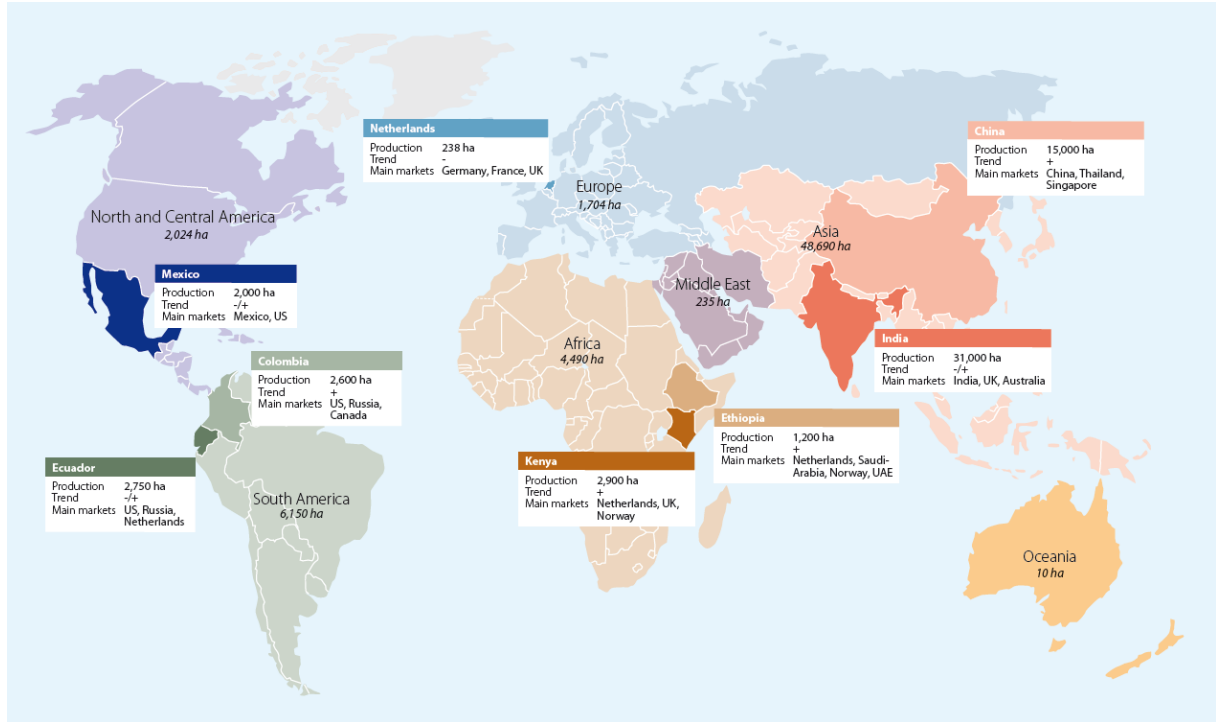 Netherlands
Production 238 ha
Trend -
Main markets Germany, France, UK
China
Production 15,000 ha
Trend +
Main markets China, Thailand,
Singapore
Europe
1,704 ha
North and Central America
2,024 ha
Asia
48,690 ha
Mexico
Production 2,000 ha
Trend -/+
Main markets Mexico, US
Middle East
235 ha
India
Production 31,000 ha
Trend -/+
Main markets India, UK, Australia
Africa
4,490 ha
Colombia
Production 2,600 ha
Trend +
Main markets US, Russia,
Canada
Ethiopia
Production 1,200 ha
Trend +
Main markets Netherlands, Saudi-
Arabia, Norway, UAE
Kenya
Production 2,900 ha
Trend +
Main markets Netherlands, UK,
Norway
Ecuador
Production 2,750 ha
Trend -/+
Main markets US, Russia,
Netherlands
South America
6,150 ha
Oceania
10 ha